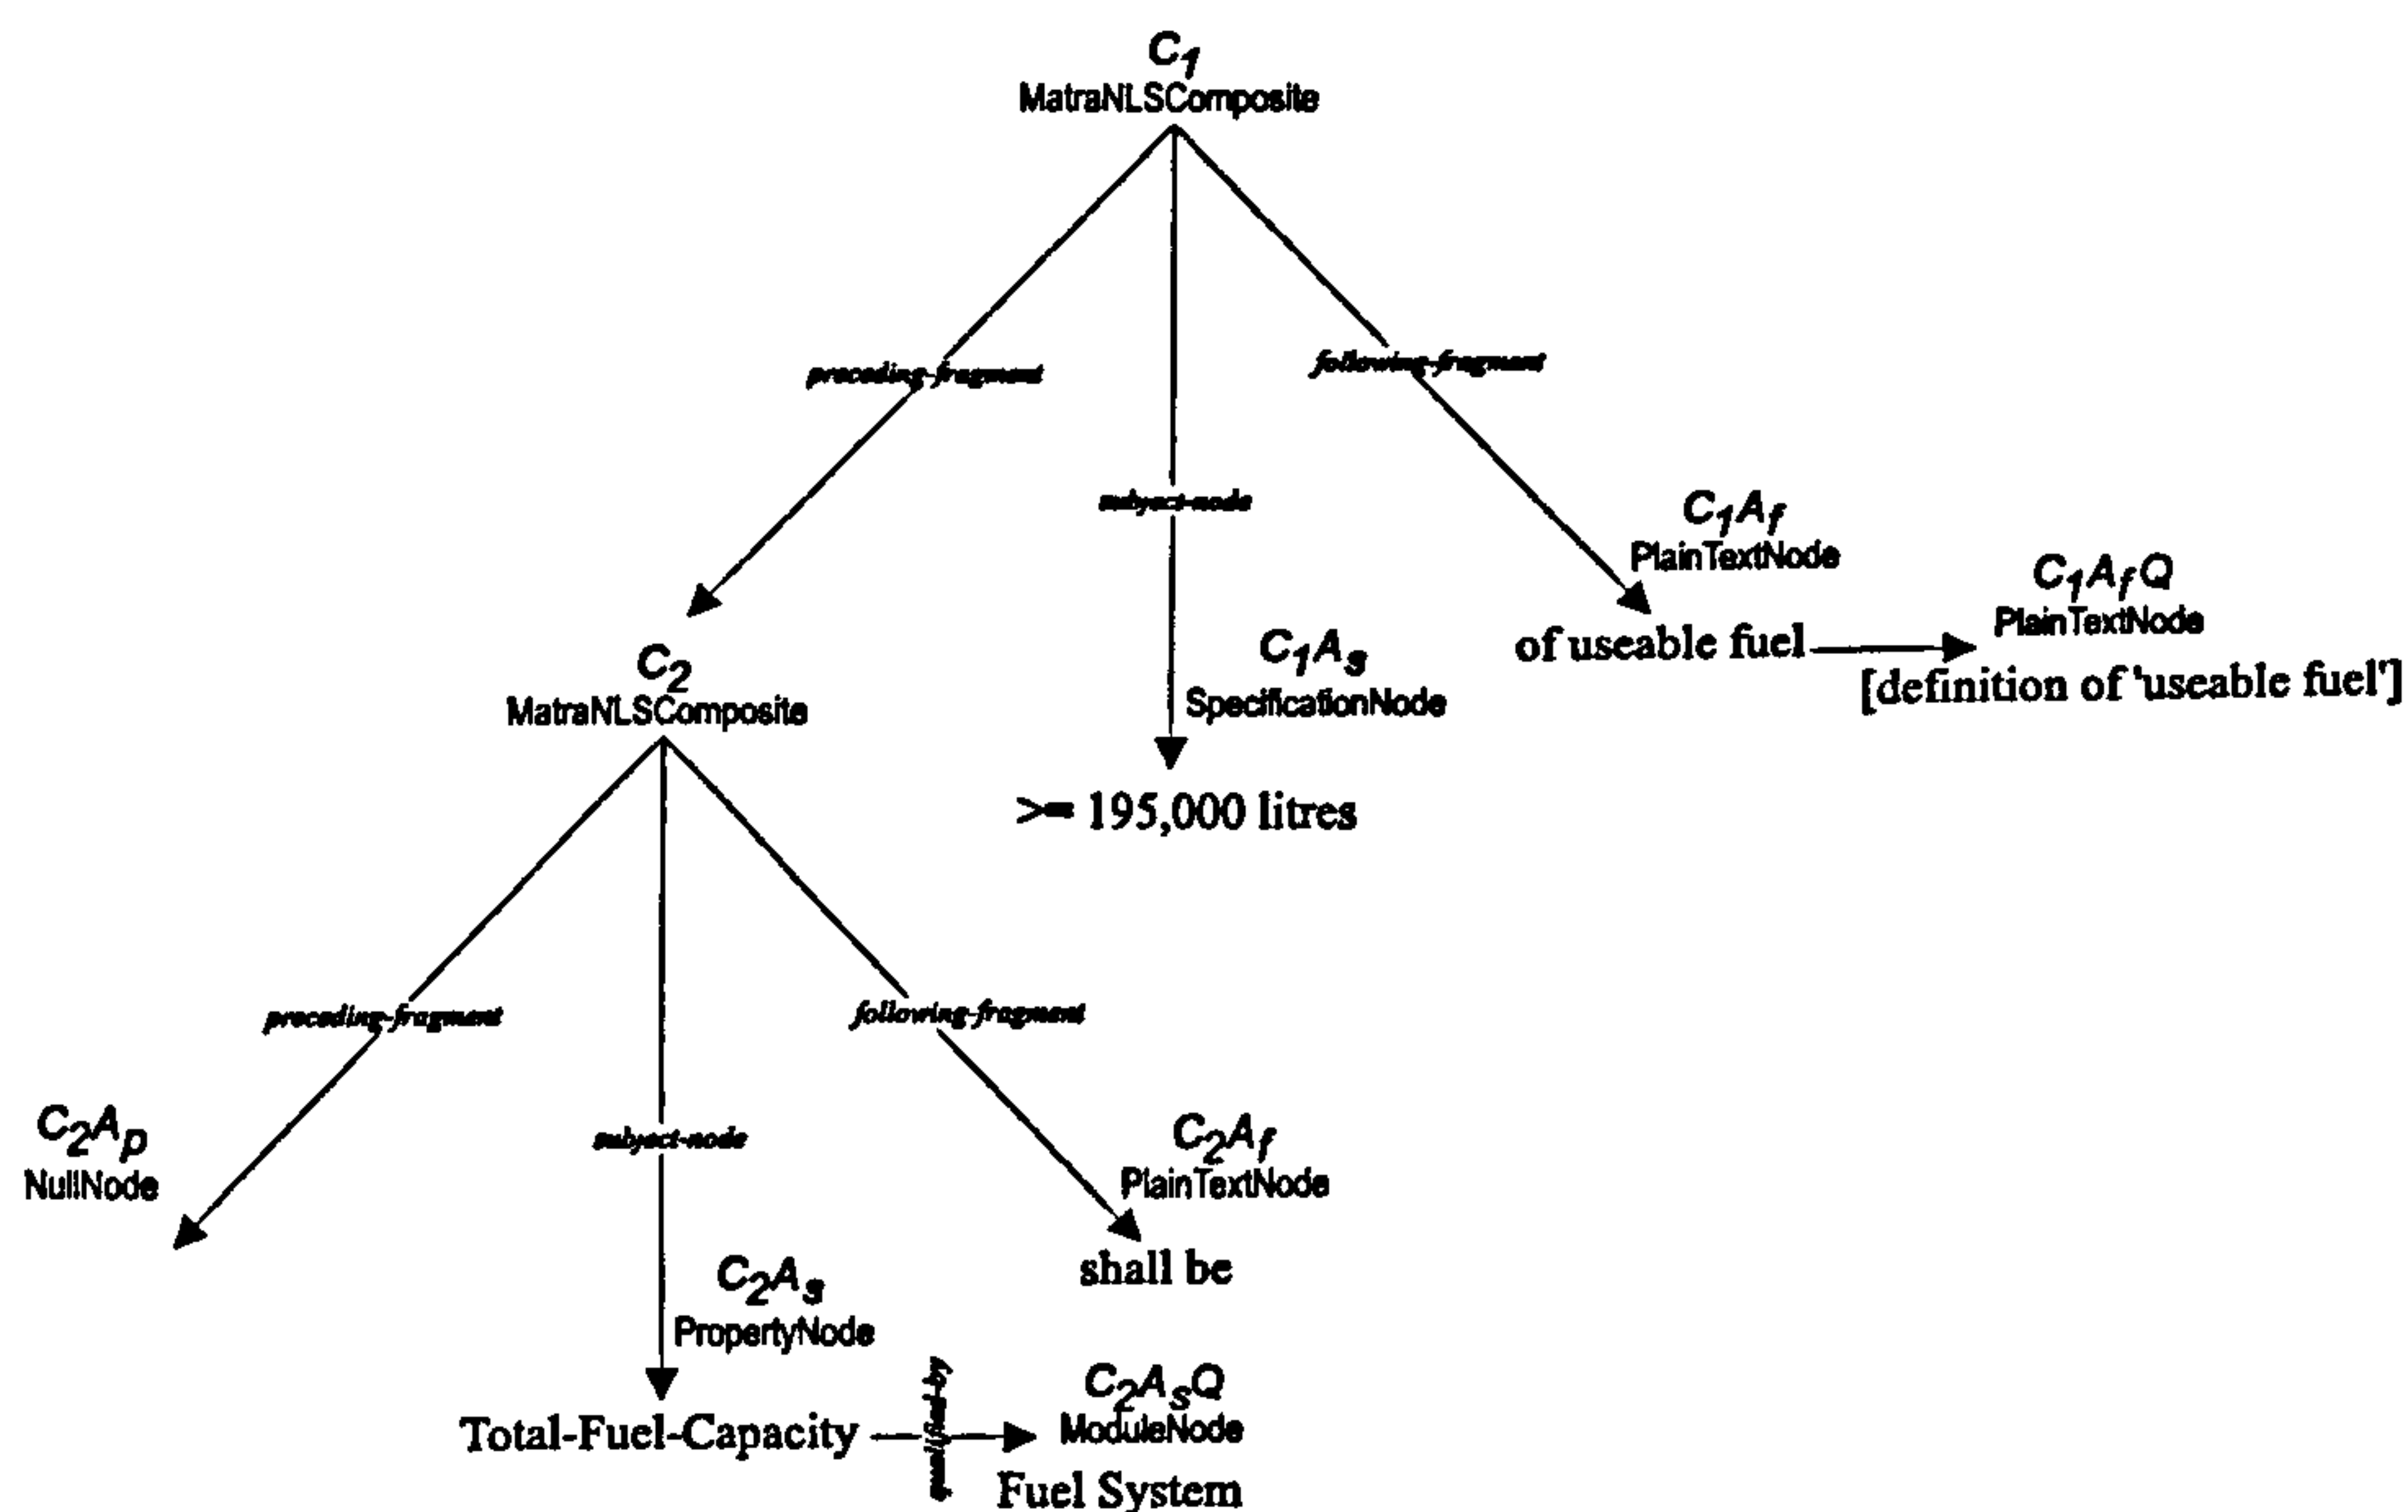 C1
MatraNLSComposite
preceding-fragment
following-fragment
subject-node
C1Af
PlainTextNode
of useable fuel
C1AfQ
PlainTextNode
[definition of 'useable fuel']
C1As
SpecificationNode
>= 195,000 litres
C2
MatraNLSComposite
preceding-fragment
following-fragment
subject-node
C2Ap
NullNode
C2Af
PlainTextNode
shall be
C2As
PropertyNode
Total-Fuel-Capacity
C2AsQ
ModuleNode
Fuel System